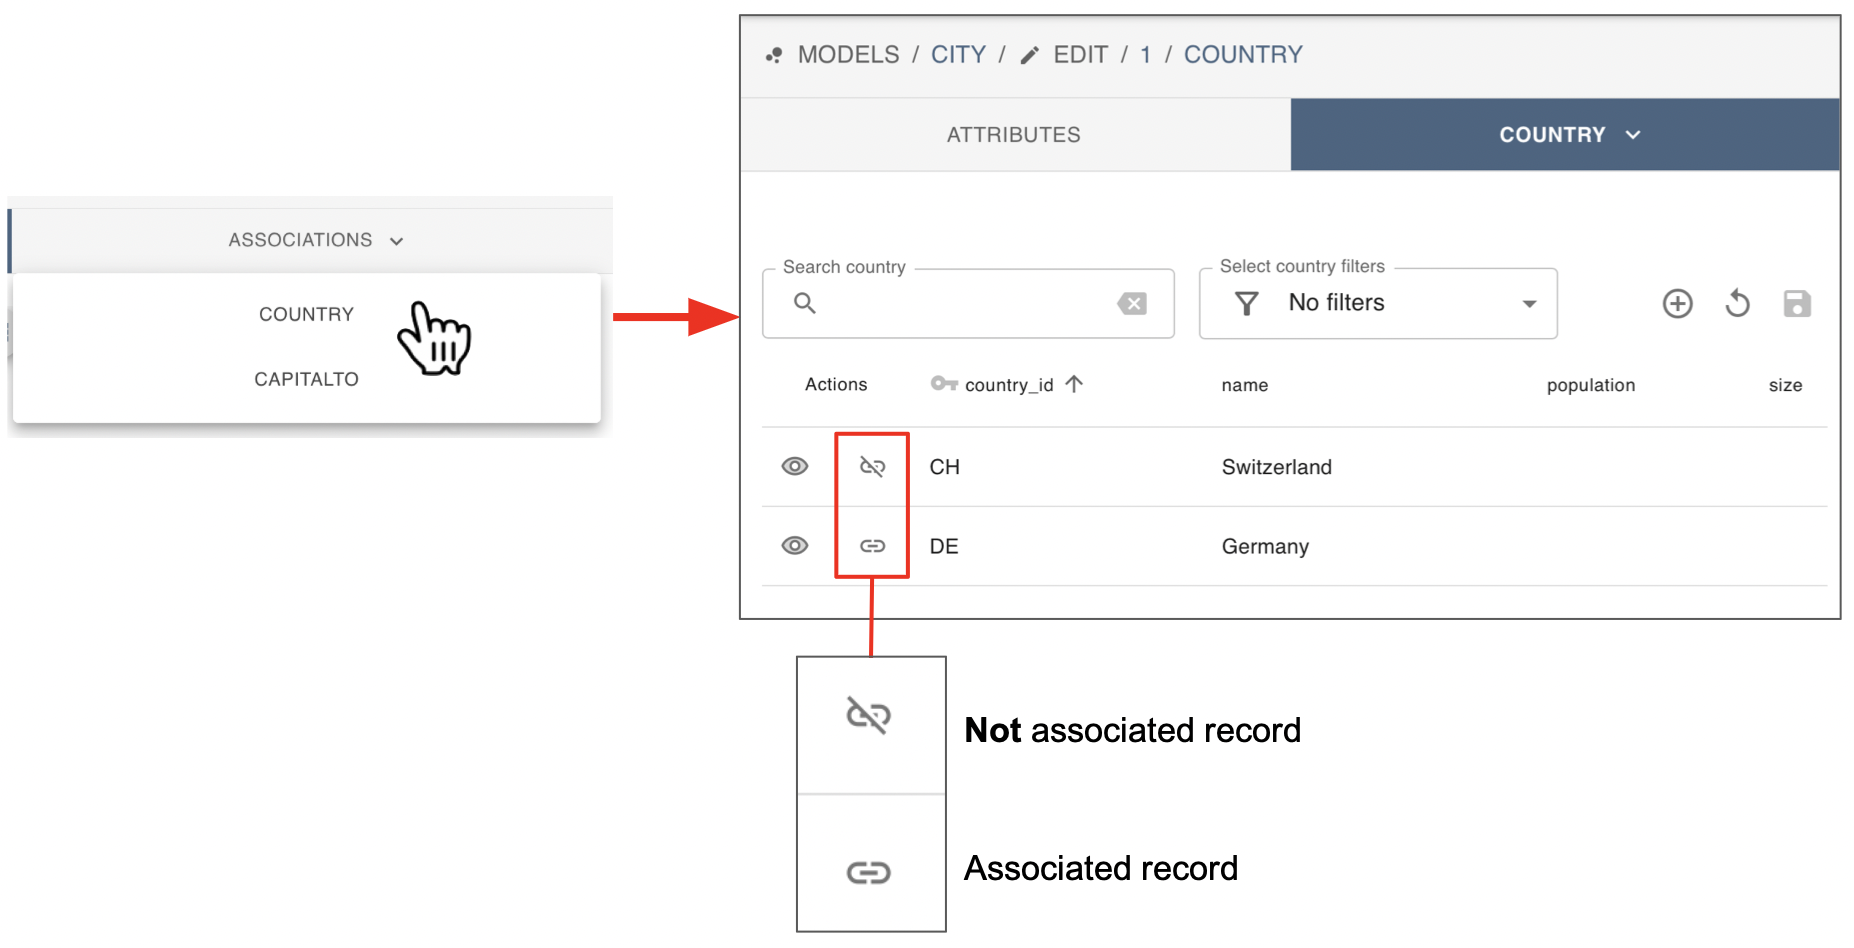 ASSOCIATIONS
COUNTRY
CAPITALTO
MODELS / CITY / EDIT / 1 / COUNTRY
ATTRIBUTES
COUNTRY
Search country
Select country filters
No filters
Actions country_id name population size
CH Switzerland
DE Germany
Not associated record
Associated record